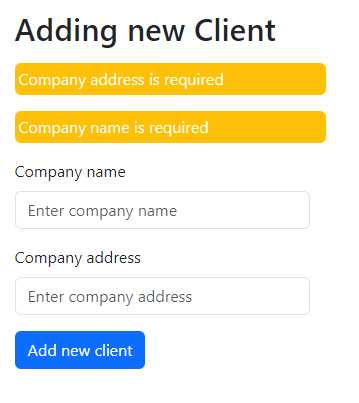 Adding new Client
Company address is required
Company name is required
Company name
Enter company name
Company address
Enter company address
Add new client